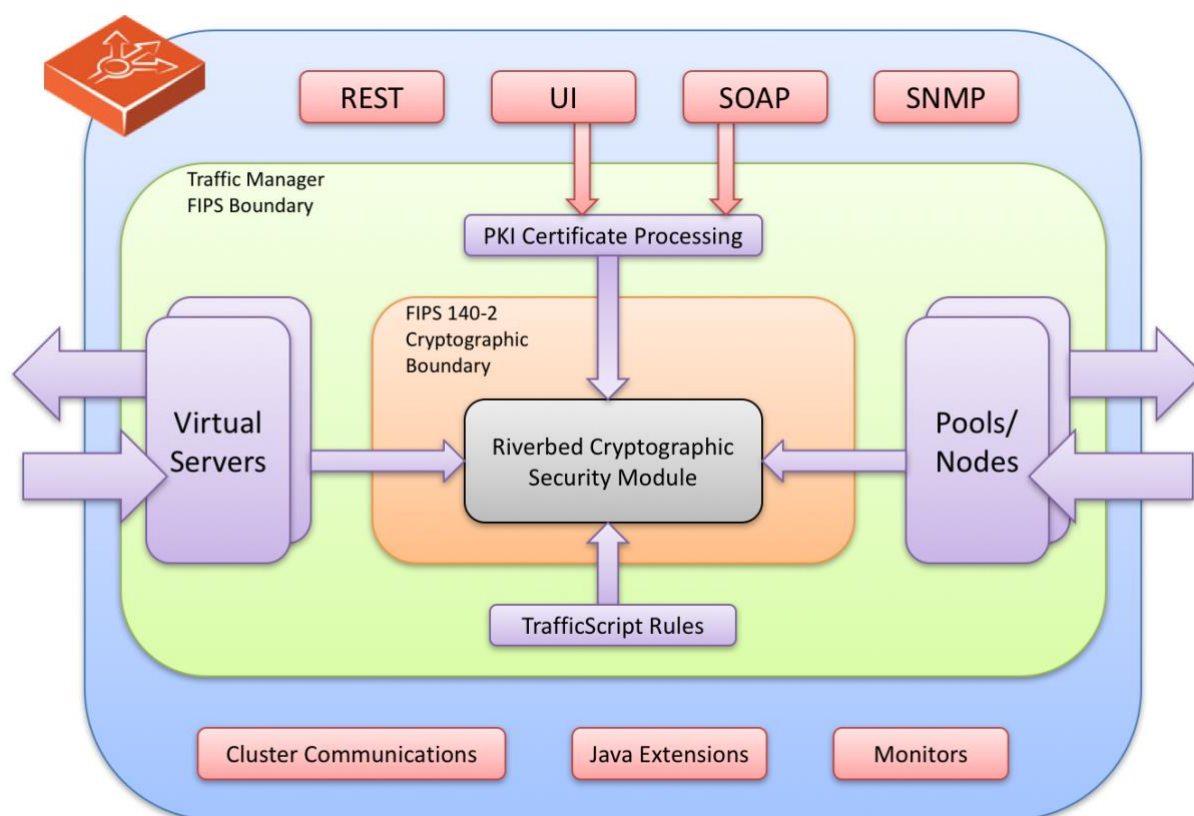 REST
UI
SOAP
SNMP
Traffic Manager
FIPS Boundary
PKI Certificate Processing
FIPS 140-2
Cryptographic
Boundary
Virtual
Servers
Riverbed Cryptographic
Security Module
Pools/
Nodes
TrafficScript Rules
Cluster Communications
Java Extensions
Monitors